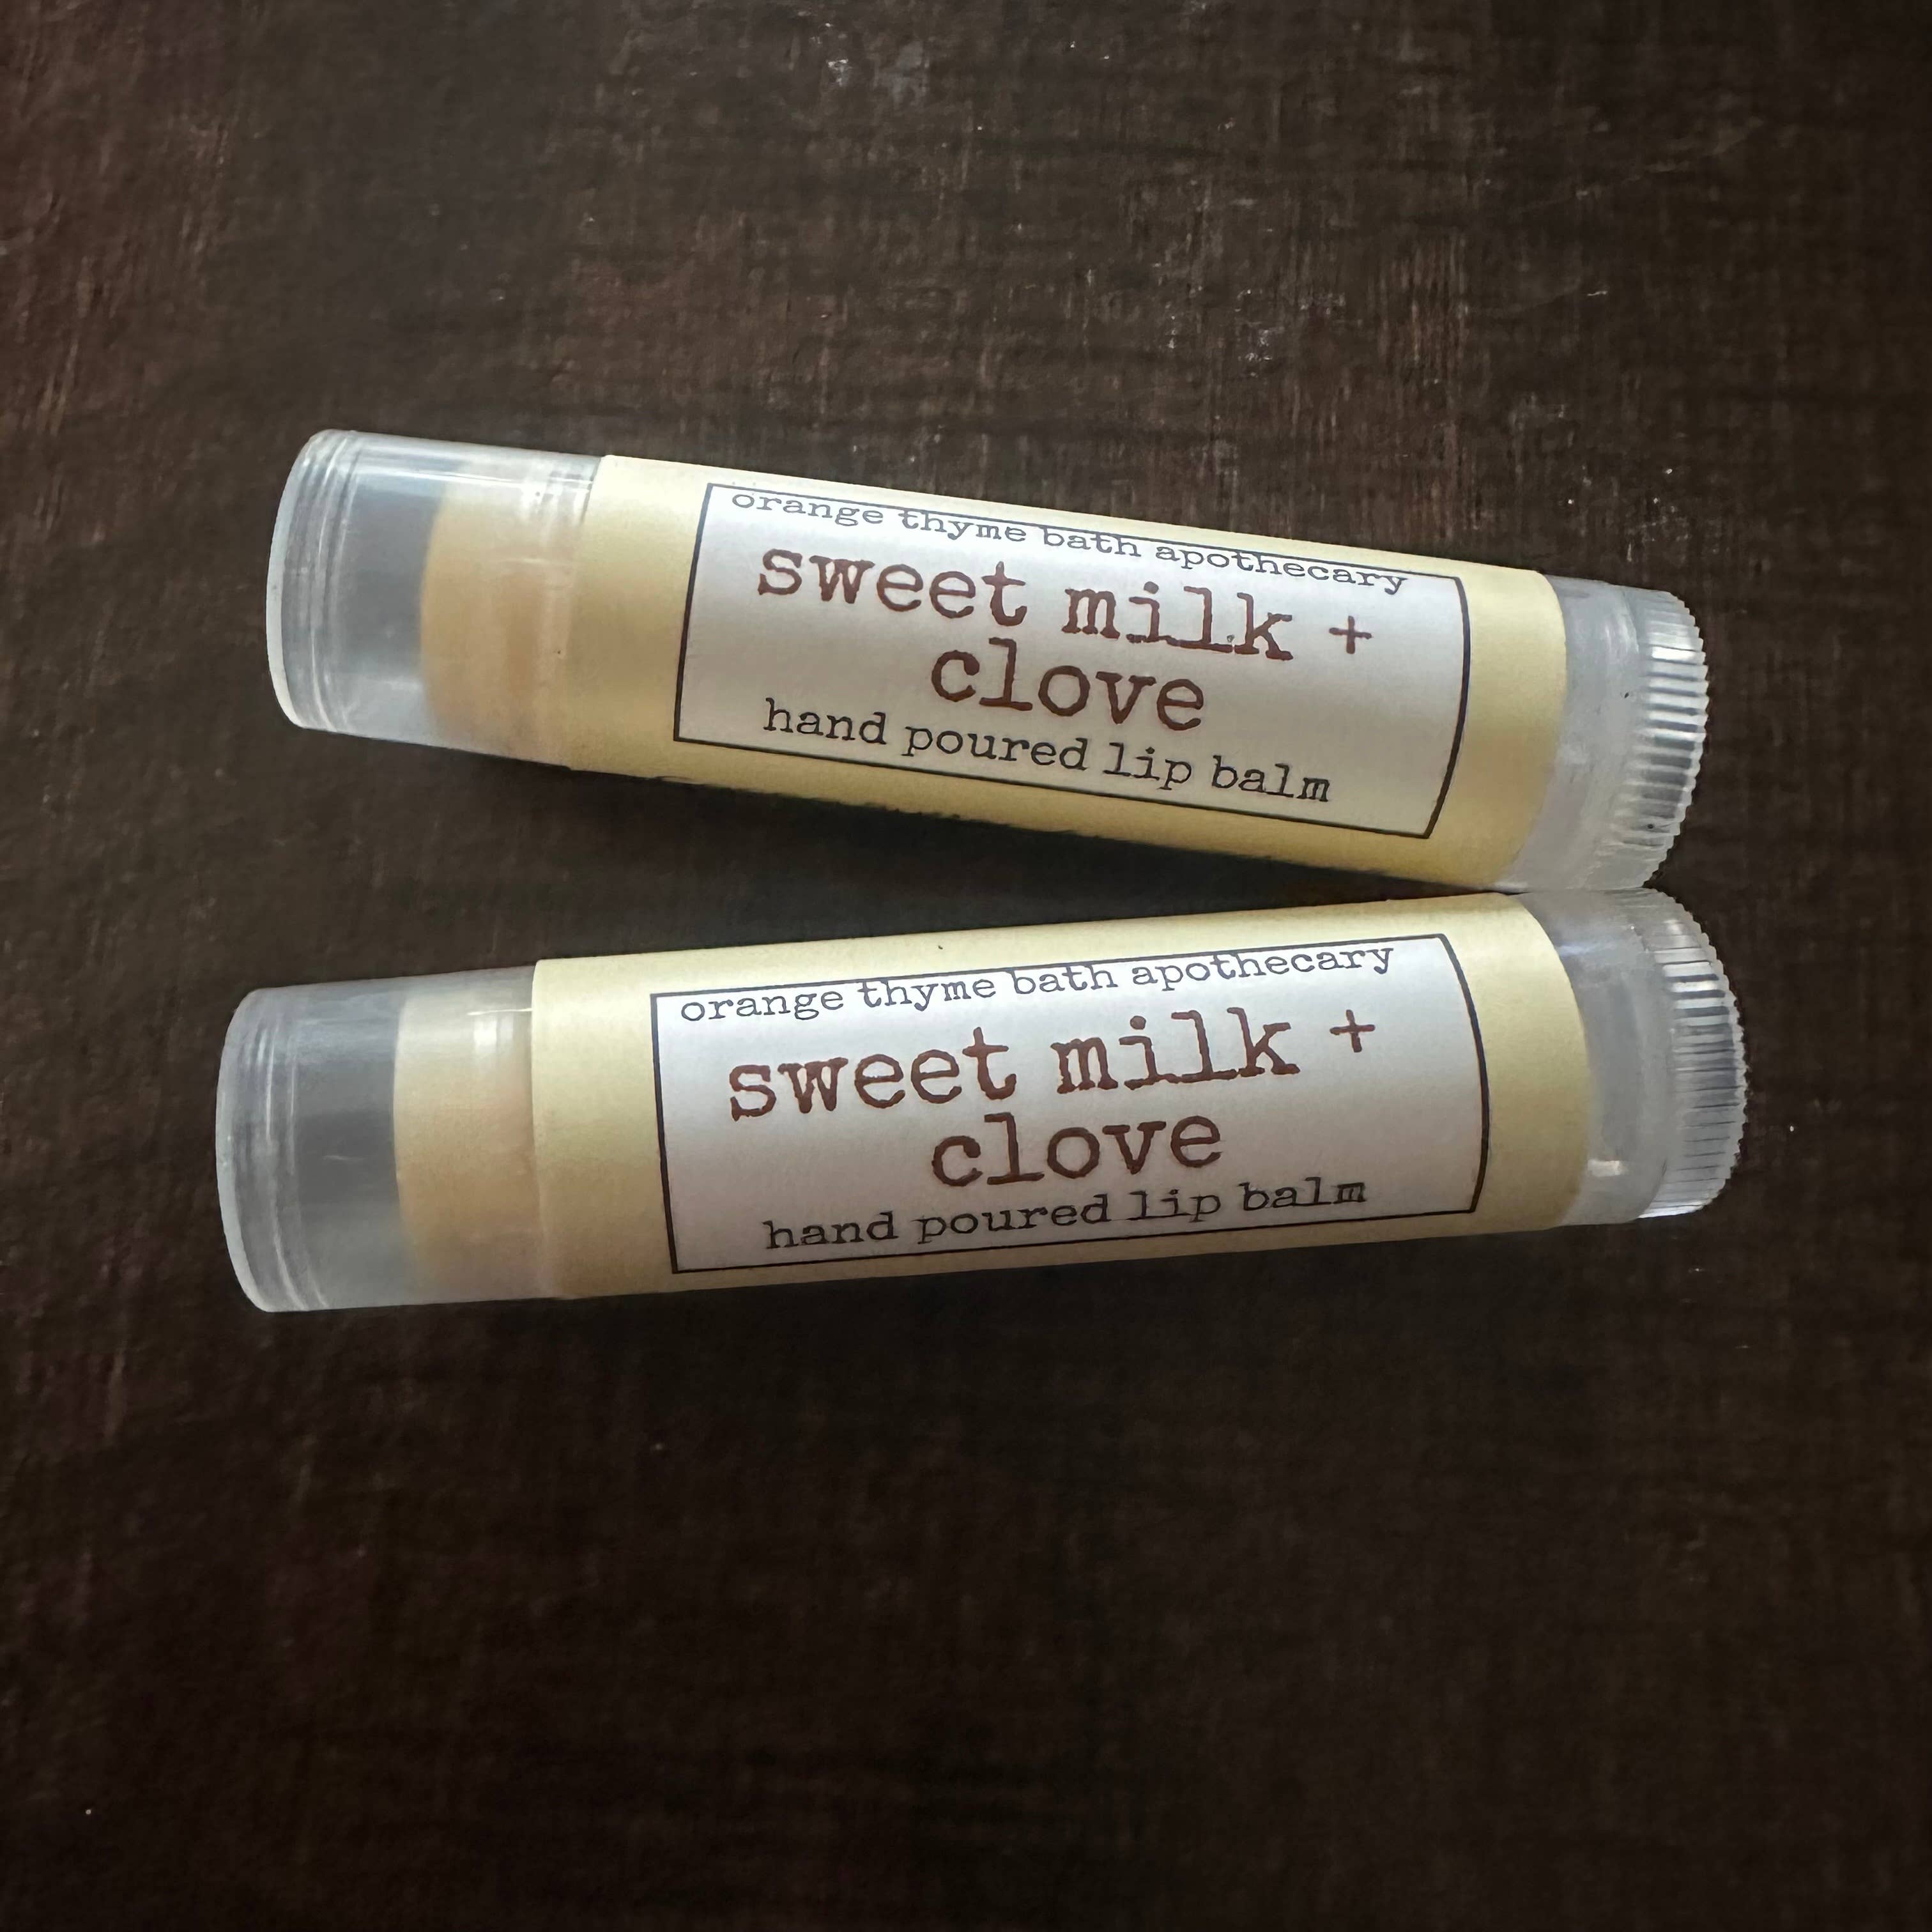 orange thyme bath apothecary
sweet milk +
clove
hand poured lip balm
orange thyme bath apothecary
sweet milk +
clove
hand poured lip balm